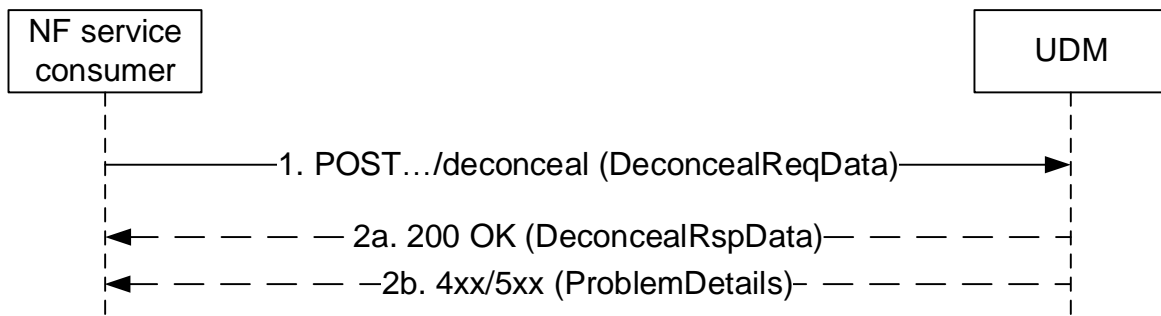 NF service
consumer
UDM
1. POST…/deconceal (DeconcealReqData)
2a. 200 OK (DeconcealRspData)
2b. 4xx/5xx (ProblemDetails)